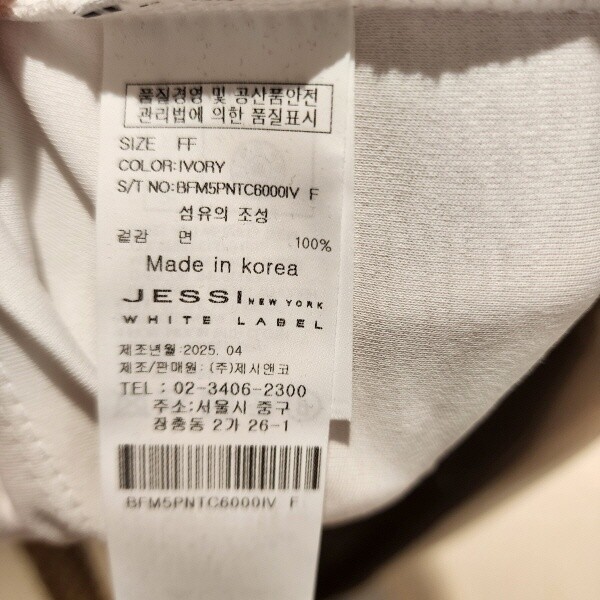 품질경영 및 공산품안전
관리법에 의한 품질표시
SIZE FF
COLOR:IVORY
S/T NO:BFM5PNTC6000IV F
섬유의 조성
겉감 면 100%
Made in korea
JESSI NEW YORK
WHITE LABEL
제조년월:2025. 04
제조/판매원: (주)제시앤코
TEL : 02-3406-2300
주소:서울시 중구
장충동 2가 26-1
BFM5PNTC6000IV F